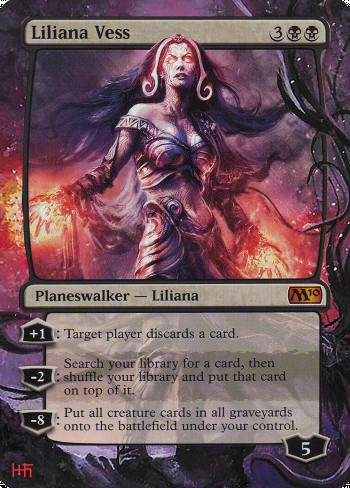 Liliana Vess 3
Planeswalker — Liliana M10
+1 : Target player discards a card.
Search your library for a card, then
-2 : shuffle your library and put that card
on top of it.
-8 : Put all creature cards in all graveyards
onto the battlefield under your control.
5